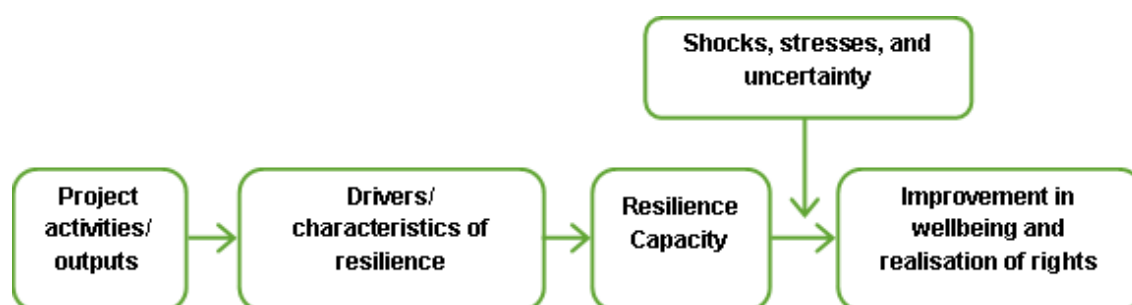 Shocks, stresses, and
uncertainty
Project
activities/
outputs
Drivers/
characteristics of
resilience
Resilience
Capacity
Improvement in
wellbeing and
realisation of rights